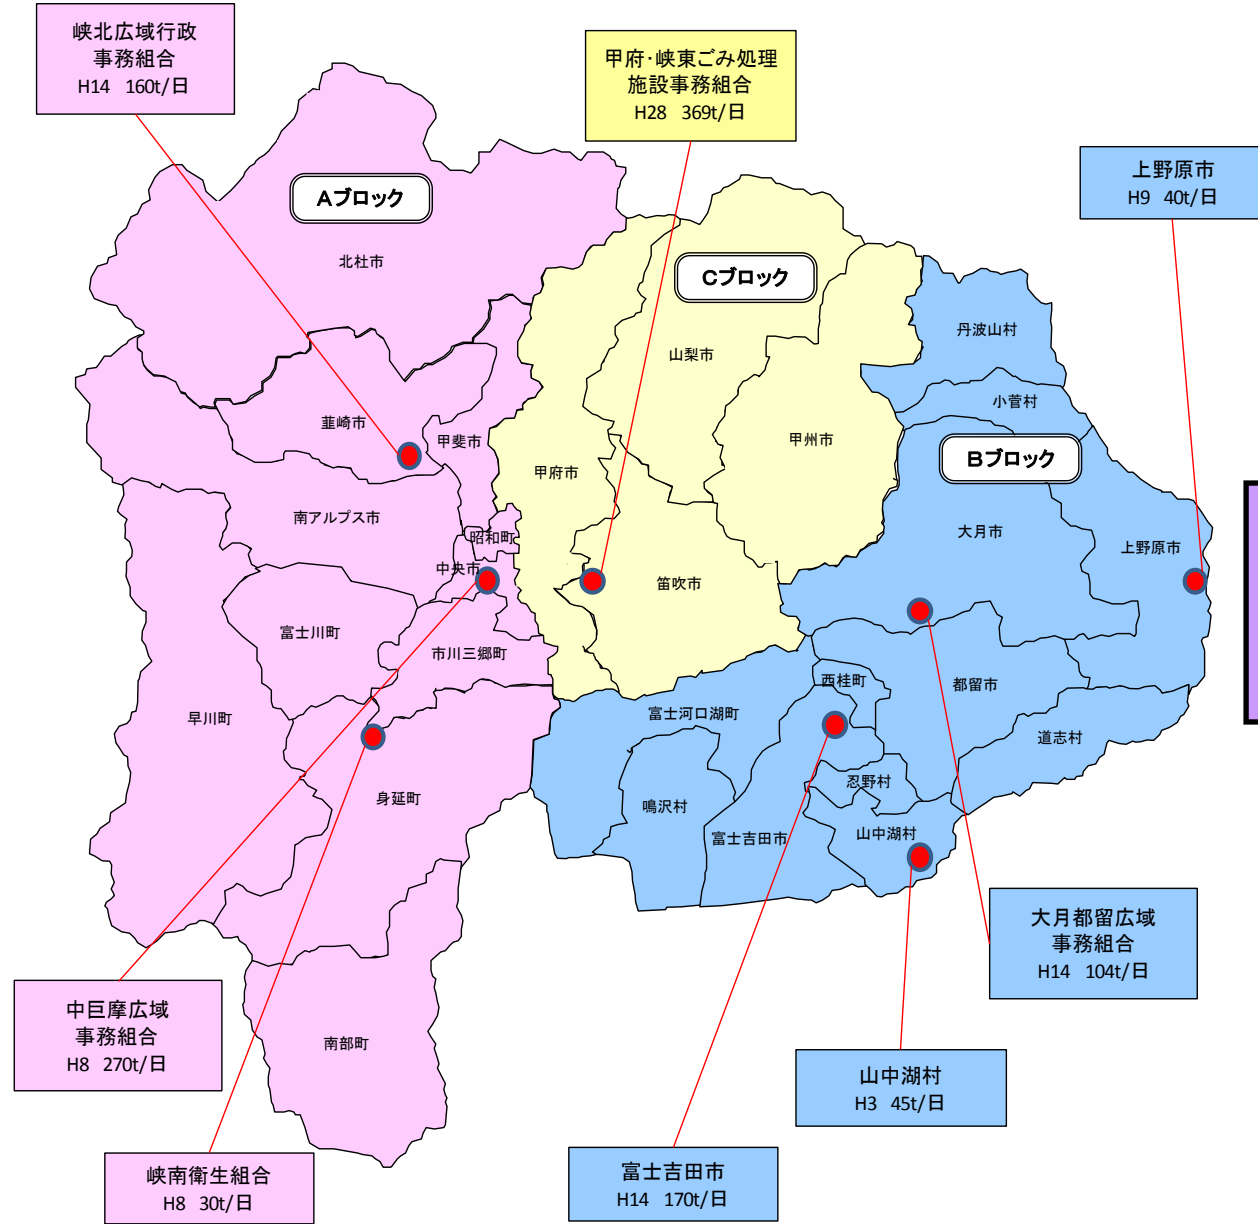 峡北広域行政
事務組合
H14 160t/日
甲府・峡東ごみ処理
施設事務組合
H28 369t/日
上野原市
H9 40t/日
Aブロック
北杜市
Cブロック
丹波山村
山梨市
小菅村
韮崎市
甲斐市
甲州市
Bブロック
甲府市
南アルプス市
昭和町
大月市
上野原市
中央市
笛吹市
富士川町
市川三郷町
西桂町
都留市
早川町
富士河口湖町
道志村
忍野村
身延町
鳴沢村
富士吉田市
山中湖村
大月都留広域
事務組合
H14 104t/日
中巨摩広域
事務組合
H8 270t/日
南部町
山中湖村
H3 45t/日
峡南衛生組合
H8 30t/日
富士吉田市
H14 170t/日